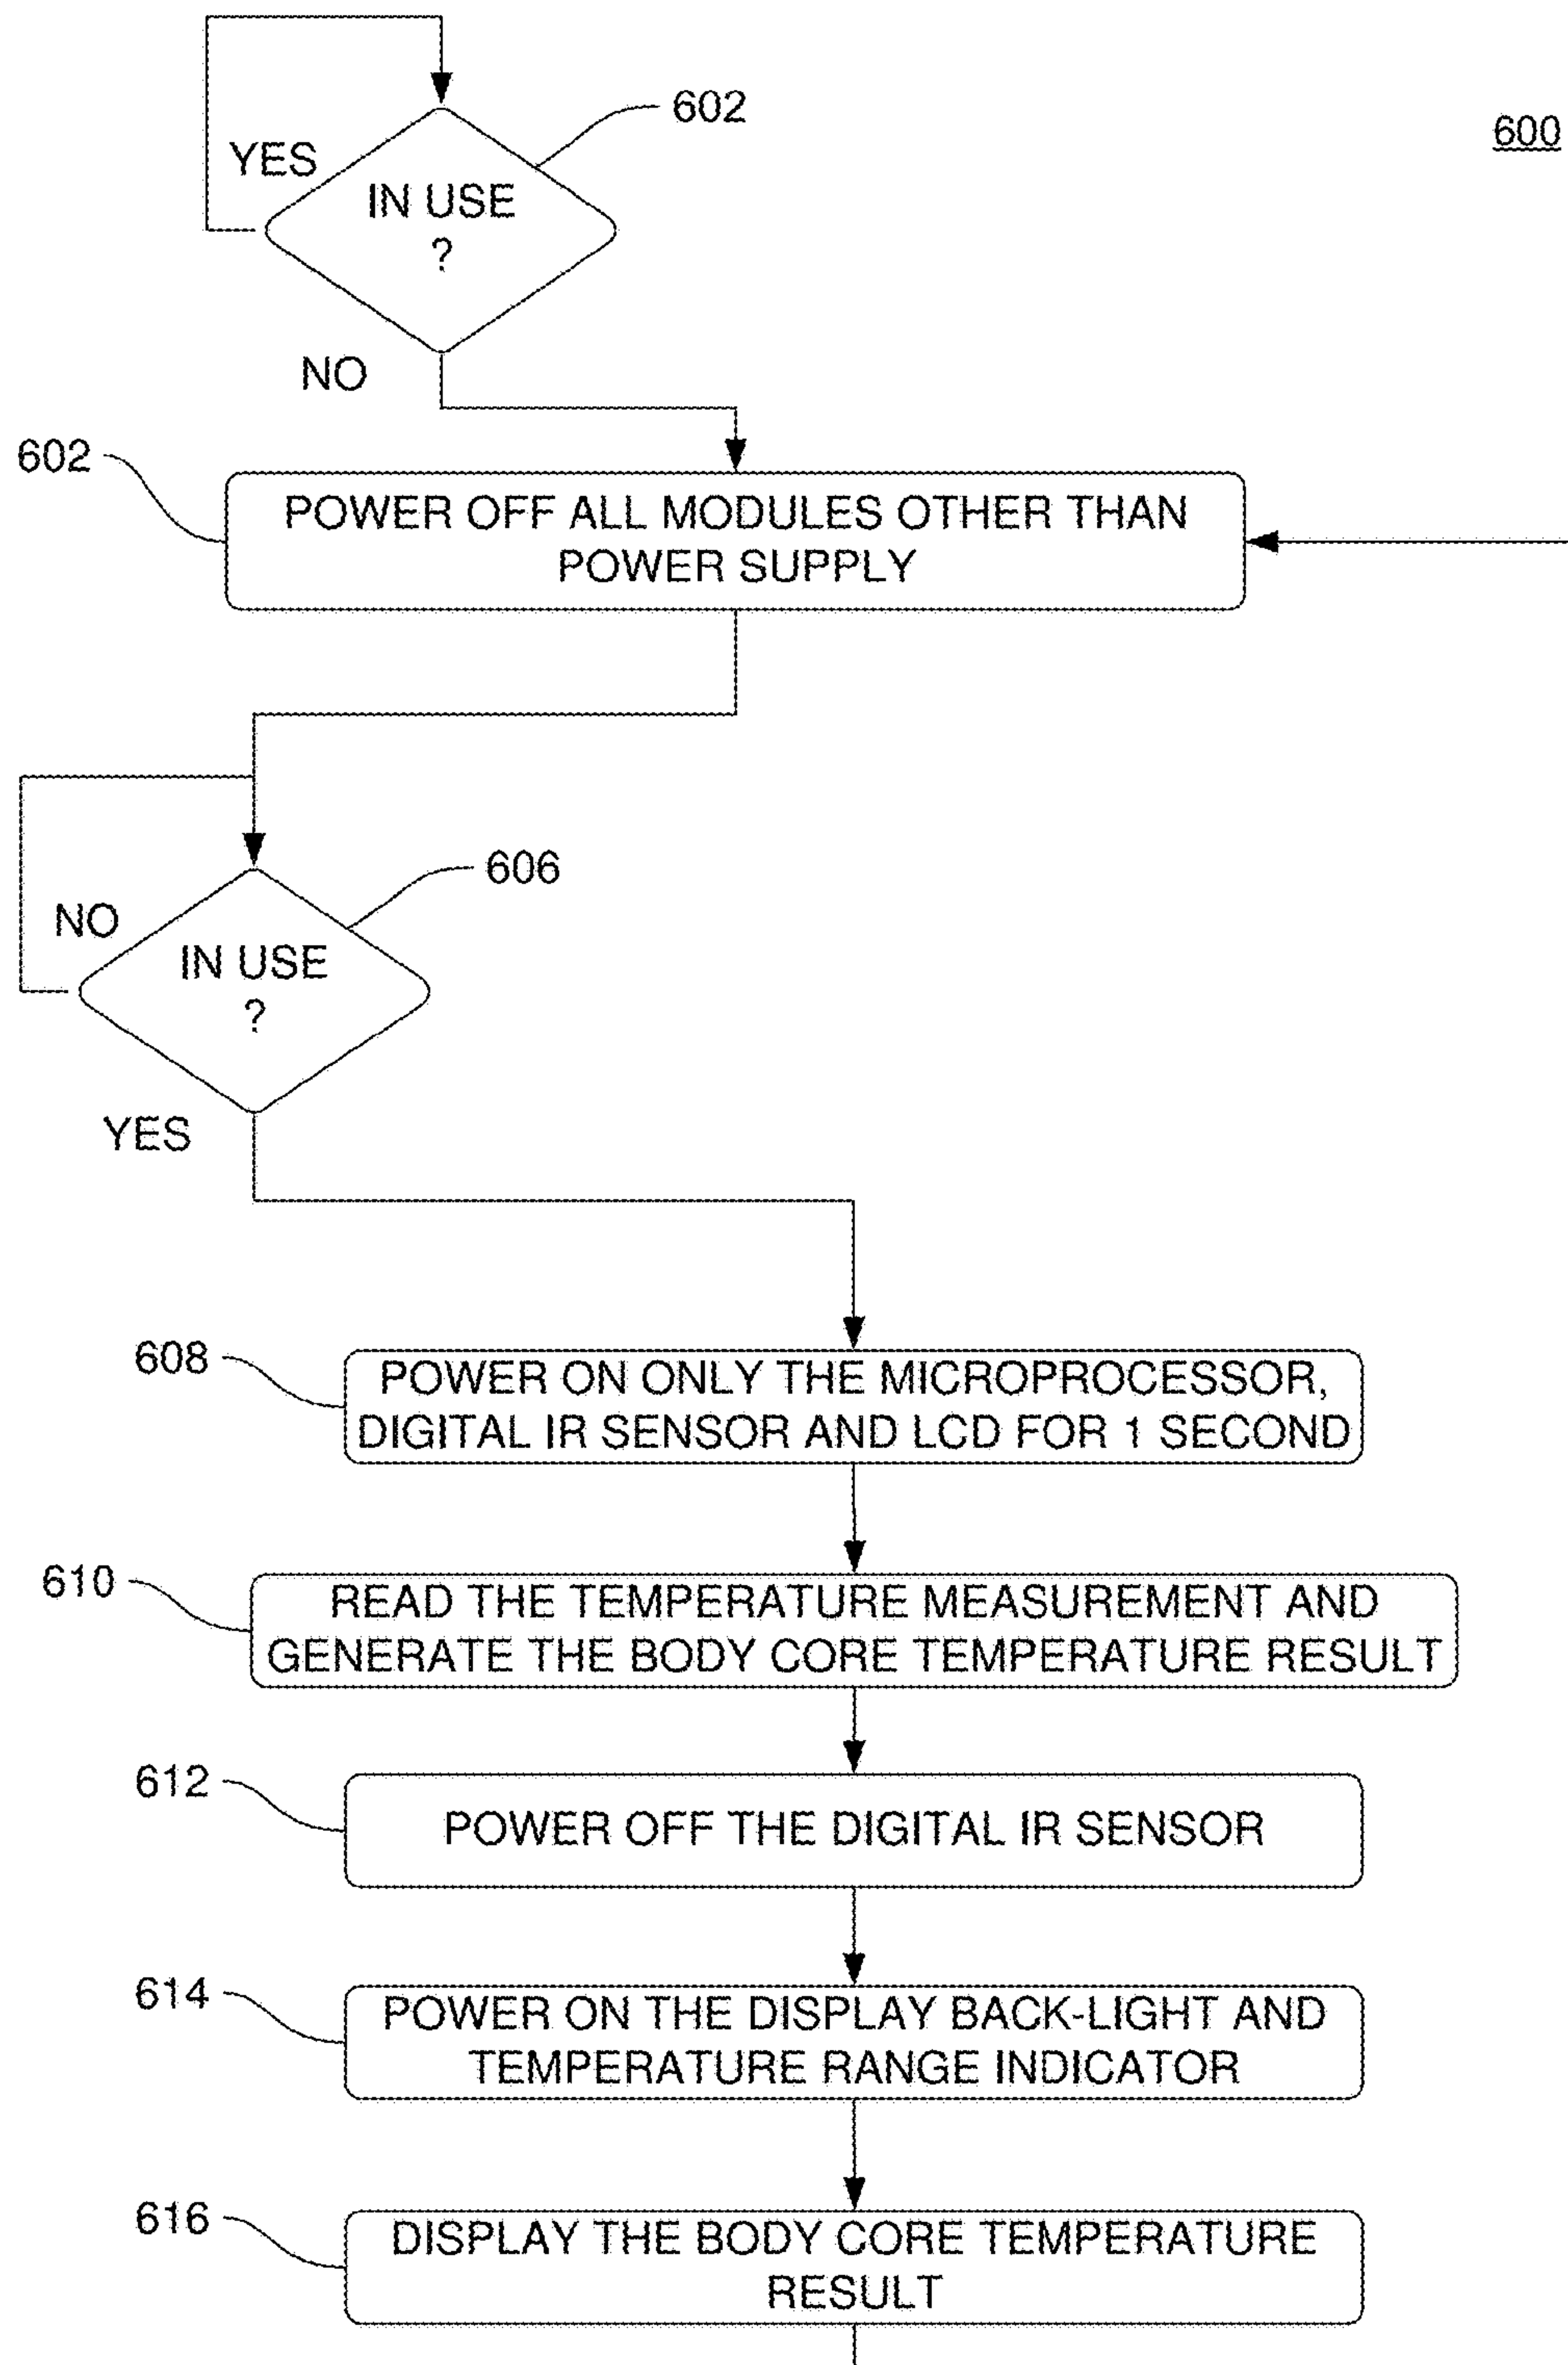 602
600
YES
IN USE
?
NO
602
POWER OFF ALL MODULES OTHER THAN
POWER SUPPLY
606
NO
IN USE
?
YES
608
POWER ON ONLY THE MICROPROCESSOR,
DIGITAL IR SENSOR AND LCD FOR 1 SECOND
610
READ THE TEMPERATURE MEASUREMENT AND
GENERATE THE BODY CORE TEMPERATURE RESULT
612
POWER OFF THE DIGITAL IR SENSOR
614
POWER ON THE DISPLAY BACK-LIGHT AND
TEMPERATURE RANGE INDICATOR
616
DISPLAY THE BODY CORE TEMPERATURE
RESULT